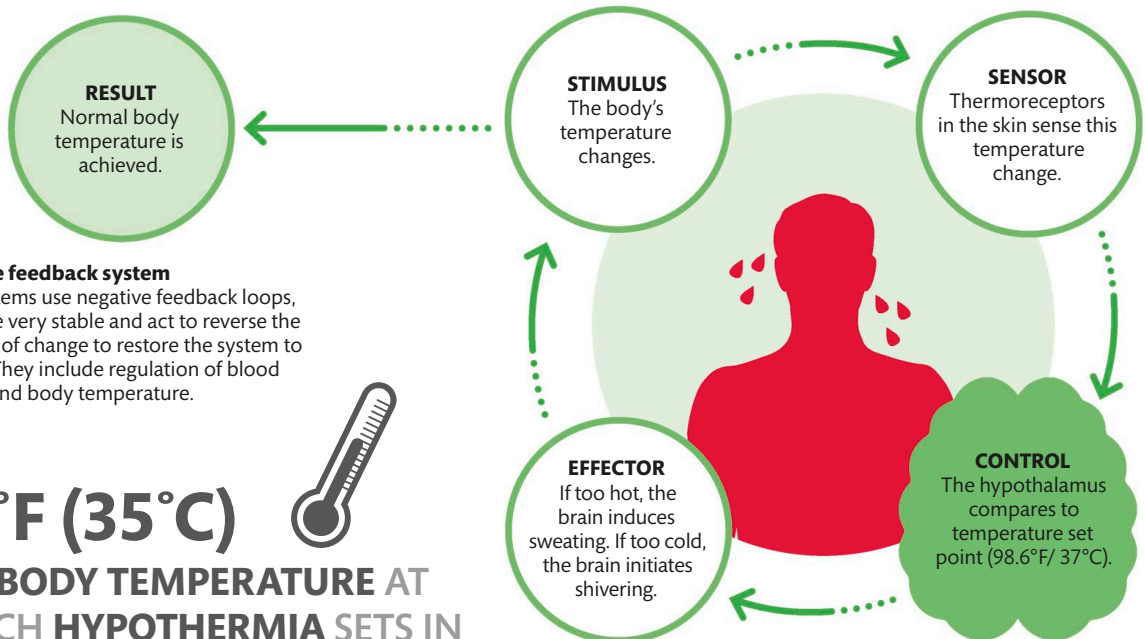 RESULT
Normal body
temperature is
achieved.
STIMULUS
The body's
temperature
changes.
SENSOR
Thermoreceptors
in the skin sense this
temperature
change.
feedback system
use negative feedback loops,
very stable and act to reverse the
of change to restore the system to
They include regulation of blood
body temperature.
°F (35°C)
BODY TEMPERATURE AT
HYPOTHERMIA SETS IN
EFFECTOR
If too hot, the
brain induces
sweating. If too cold,
the brain initiates
shivering.
CONTROL
The hypothalamus
compares to
temperature set
point (98.6°F/ 37°C).